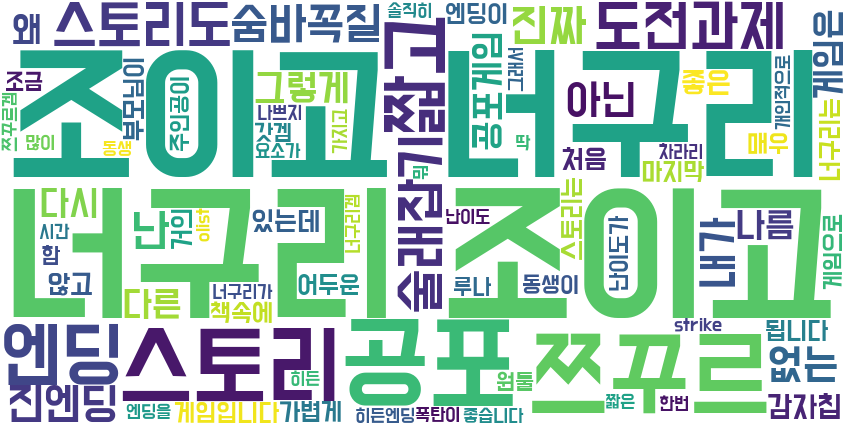 왜
스토리도
숨바꼭질
솔직히
엔딩이
진짜
도전과제
게임은
조이고
너구리
조금
쯔꾸르겜
많이
부모님이
주인공이
그렇게
나쁘지
갓겜
요소가
가지고
동생
짧고
공포게임
그래서
딱
아닌
처음
좋은
차라리
마지막
매우
개인적으로
너구리는
너구리
조이고
다시
시간
함
않고
난
거의
olist
있는데
다른
너구리가
책속에
어두운
너구리겜
뭐
술래잡기
난이도
루나
동생이
스토리는
난이도가
내가
나름
게임으로
엔딩
스토리
공포
쯔꾸르
strike
됩니다
없는
진엔딩
엔딩을
게임입니다
가볍게
히든
히든엔딩
폭탄이
좋습니다
원툴
짧은
한번
감자칩